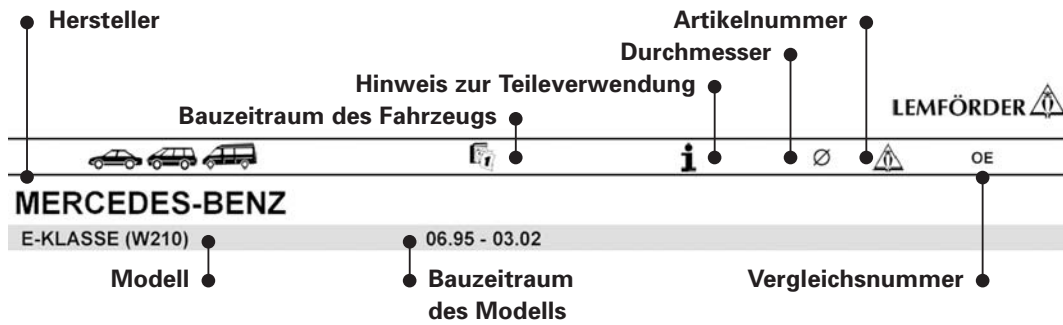 Hersteller
Artikelnummer
Durchmesser
Hinweis zur Teileverwendung
LEMFÖRDER
Bauzeitraum des Fahrzeugs
1 i Ø OE
MERCEDES-BENZ
E-KLASSE (W210) 06.95 - 03.02
Modell
Bauzeitraum
des Modells
Vergleichsnummer